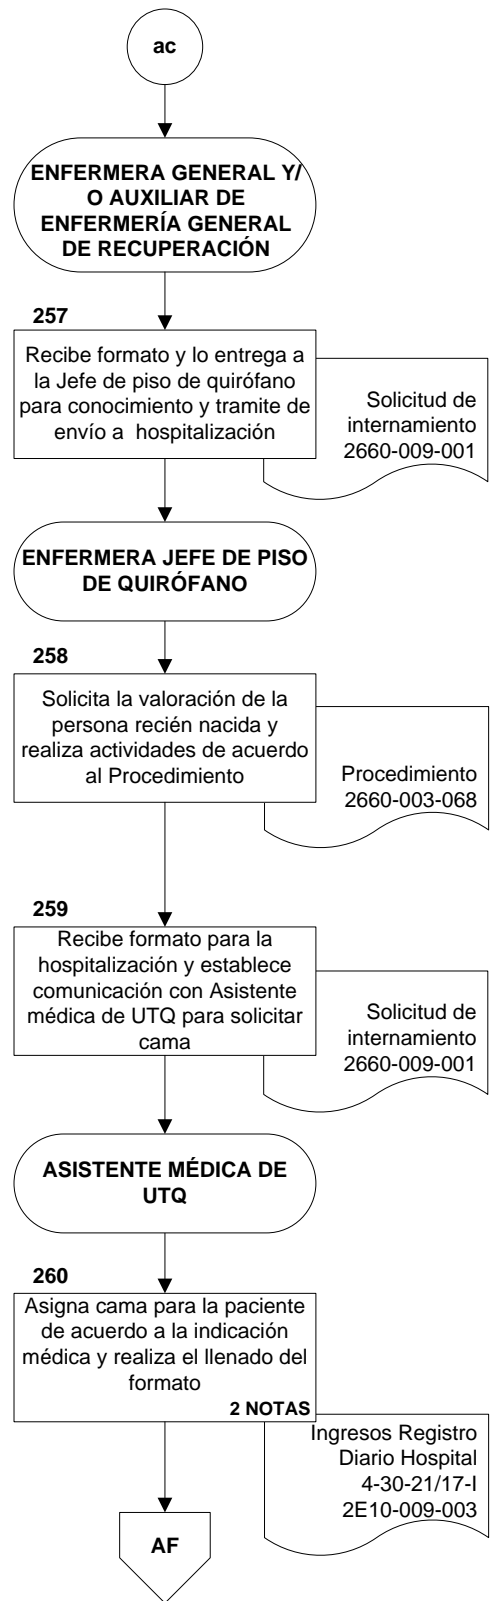 ac
ENFERMERA GENERAL Y/
O AUXILIAR DE
ENFERMERÍA GENERAL
DE RECUPERACIÓN
257
Recibe formato y lo entrega a
la Jefe de piso de quirófano
para conocimiento y tramite de
envío a hospitalización
Solicitud de
internamiento
2660-009-001
ENFERMERA JEFE DE PISO
DE QUIRÓFANO
258
Solicita la valoración de la
persona recién nacida y
realiza actividades de acuerdo
al Procedimiento
Procedimiento
2660-003-068
259
Recibe formato para la
hospitalización y establece
comunicación con Asistente
médica de UTQ para solicitar
cama
Solicitud de
internamiento
2660-009-001
ASISTENTE MÉDICA DE
UTQ
260
Asigna cama para la paciente
de acuerdo a la indicación
médica y realiza el llenado del
formato
2 NOTAS
Ingresos Registro
Diario Hospital
4-30-21/17-I
2E10-009-003
AF